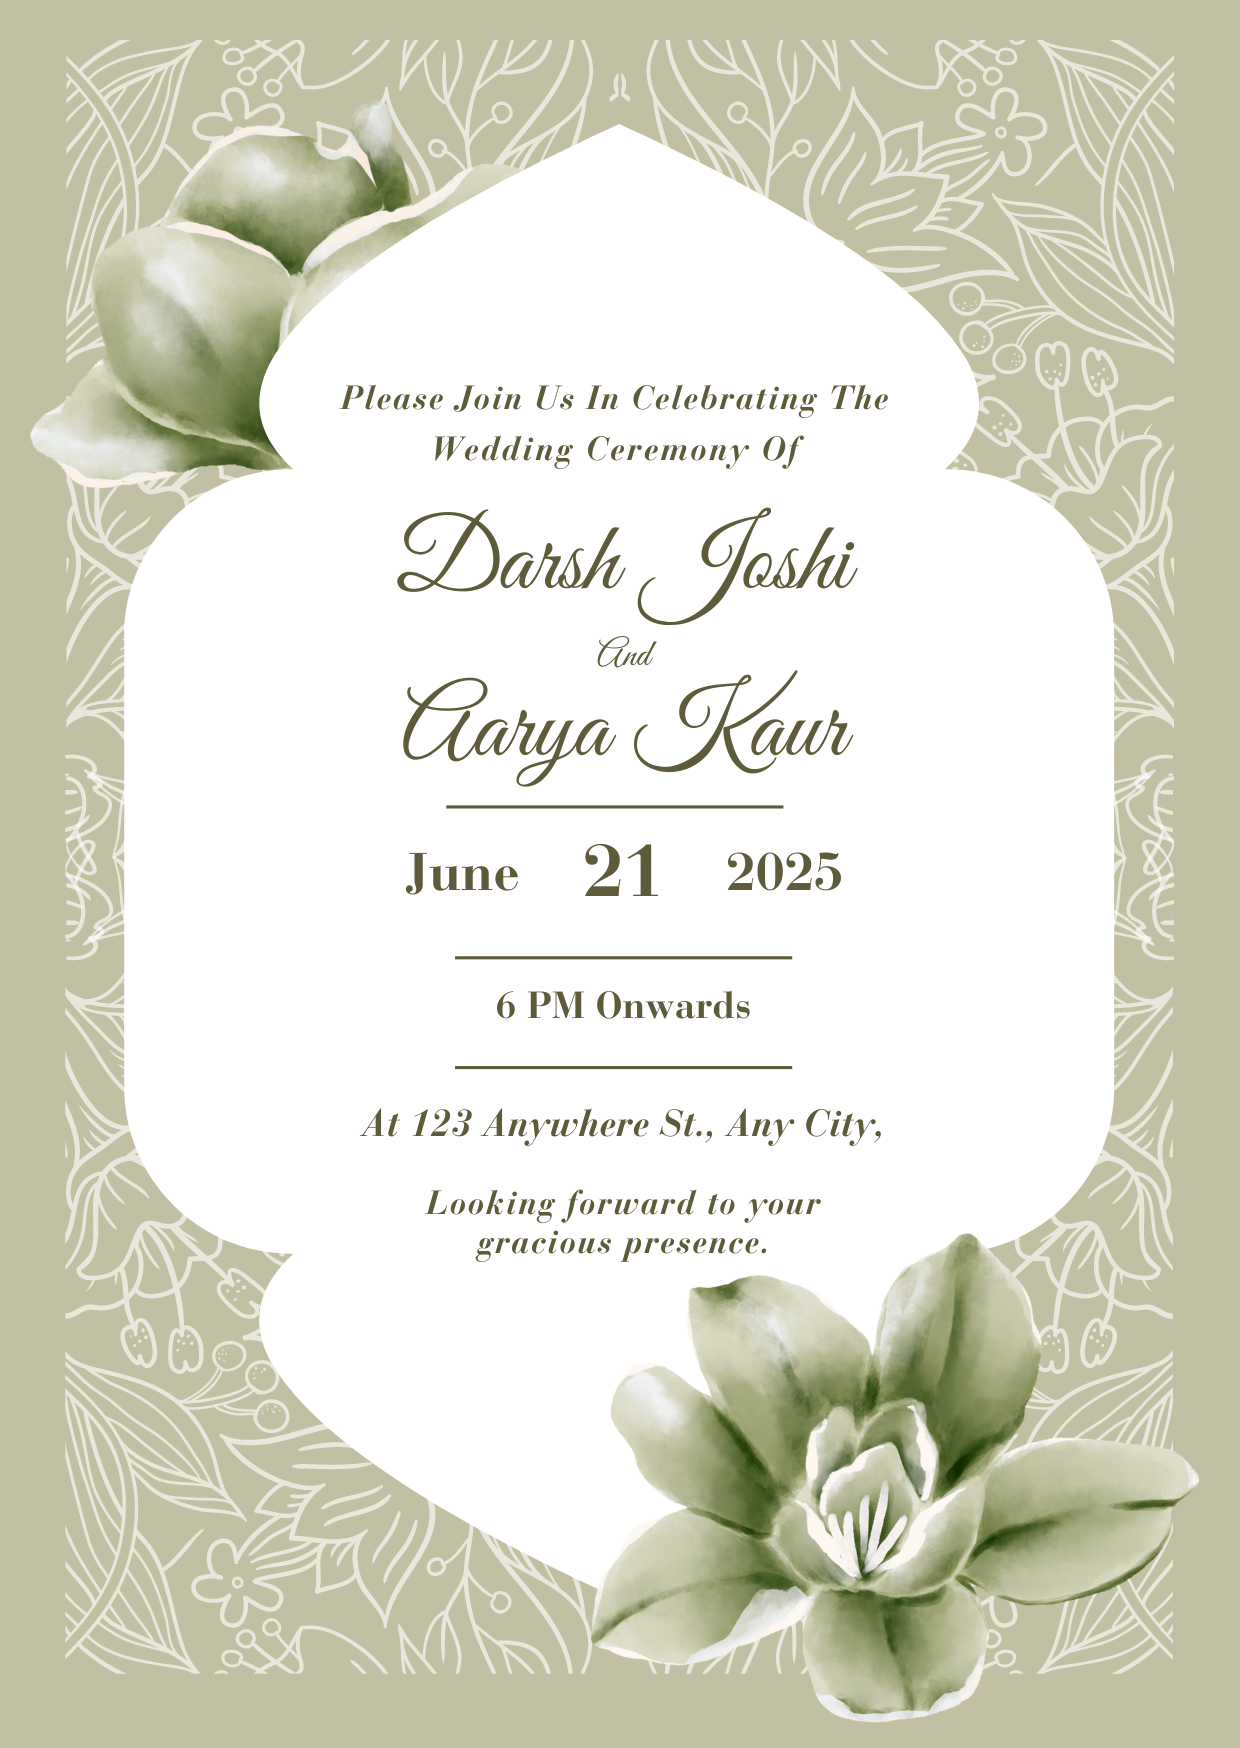 Please Join Us In Celebrating The
Wedding Ceremony Of
Darsh Joshi
And
Aarya Kaur
June 21 2025
6 PM Onwards
At 123 Anywhere St., Any City,
Looking forward to your
gracious presence.